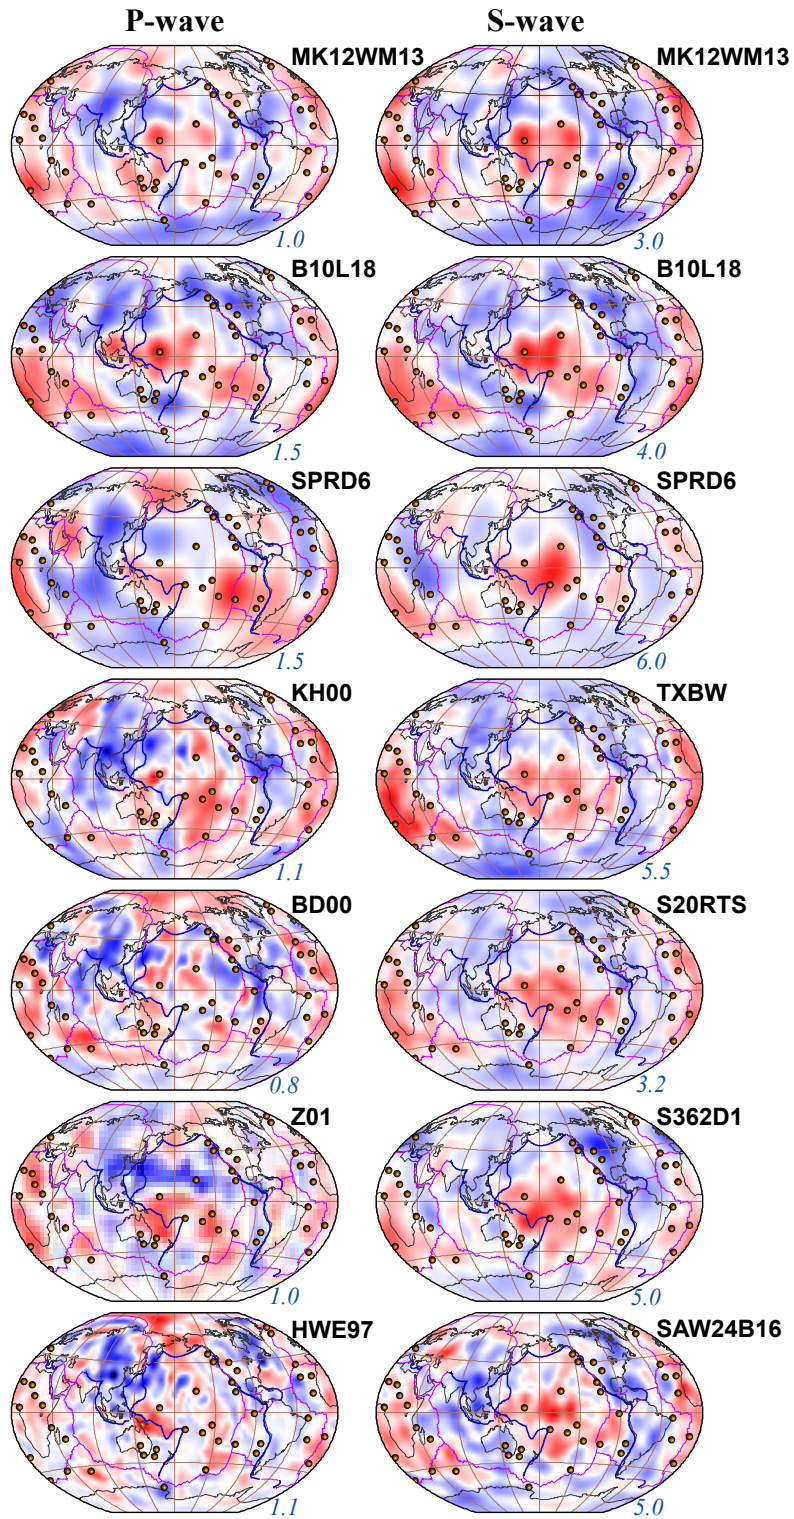 P-wave S-wave
MK12WM13 MK12WM13
1.0 3.0
B10L18 B10L18
1.5 4.0
SPRD6 SPRD6
1.5 6.0
KH00 TXBW
1.1 5.5
BD00 S20RTS
0.8 3.2
Z01 S362D1
1.0 5.0
HWE97 SAW24B16
1.1 5.0